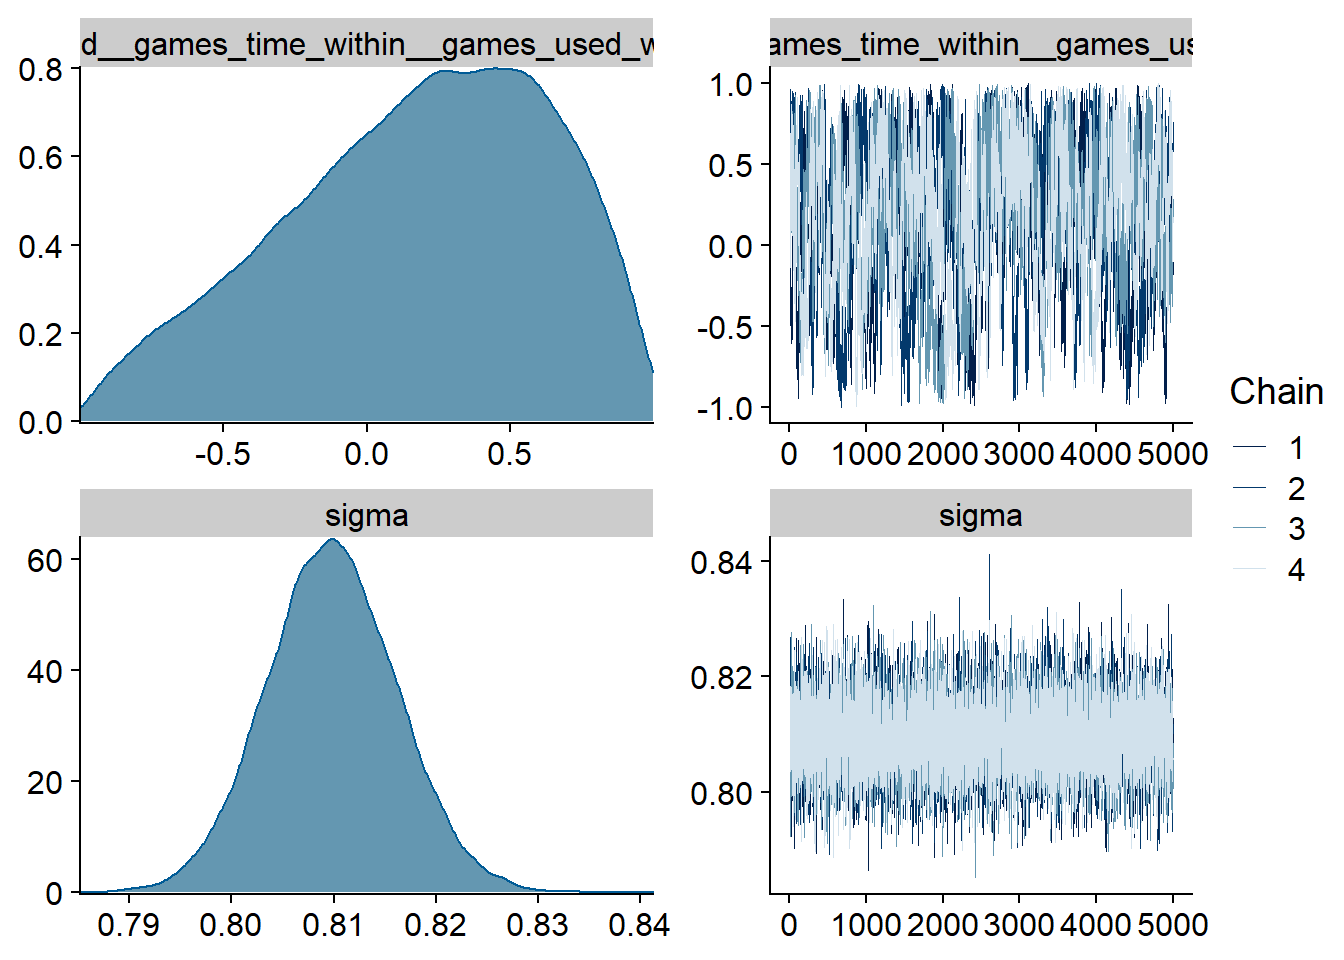 d__games_time_within__games_used_w
ames_time_within__games_us
0.8
0.6
0.4
0.2
0.0
-0.5 0.0 0.5
1.0
0.5
0.0
-0.5
-1.0
0 1000 2000 3000 4000 5000
sigma
sigma
60
40
20
0
0.79 0.80 0.81 0.82 0.83 0.84
0.84
0.82
0.80
0 1000 2000 3000 4000 5000
Chain
1
2
3
4